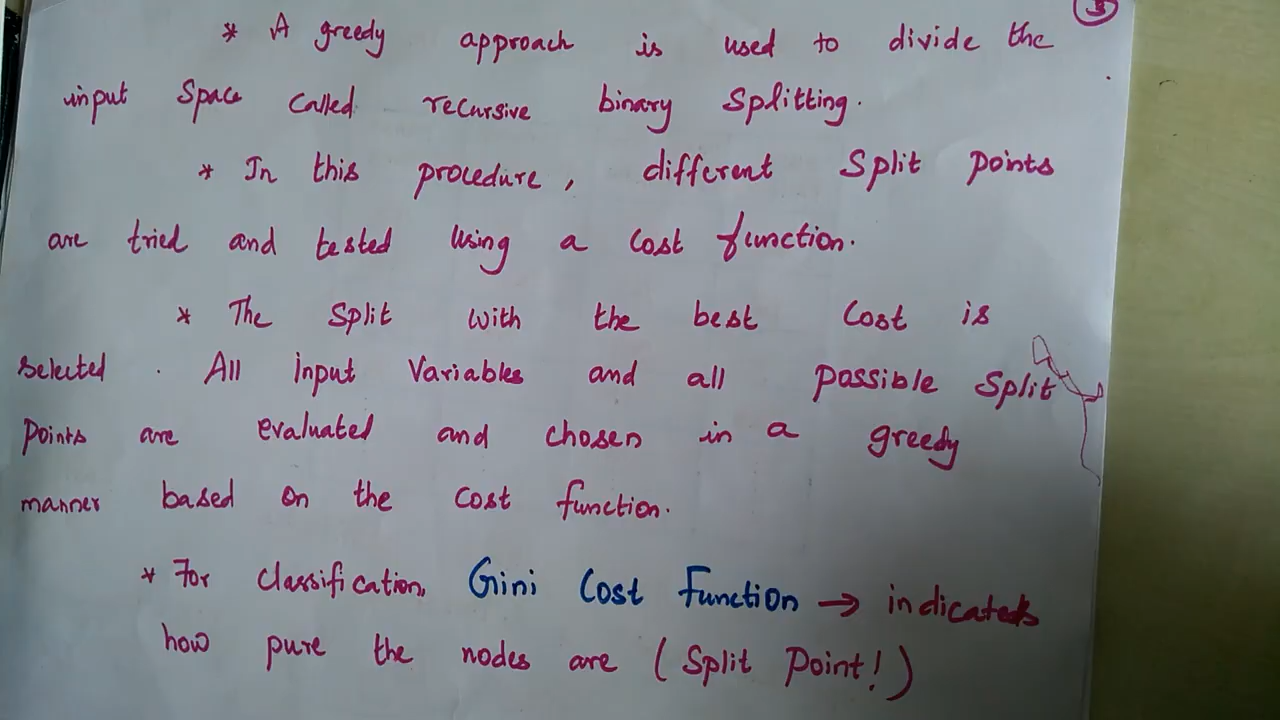 3
* A greedy approach is used to divide the
input Space called recursive binary Splitting.
* In this procedure, different Split points
are tried and tested Using a Cost function.
* The Split with the best Cost is
Selected . All input Variables and all possible Split
Points are evaluated and chosen in a greedy
manner based on the Cost function.
* For Classification, Gini Cost Function → indicates
how pure the nodes are (Split Point!)